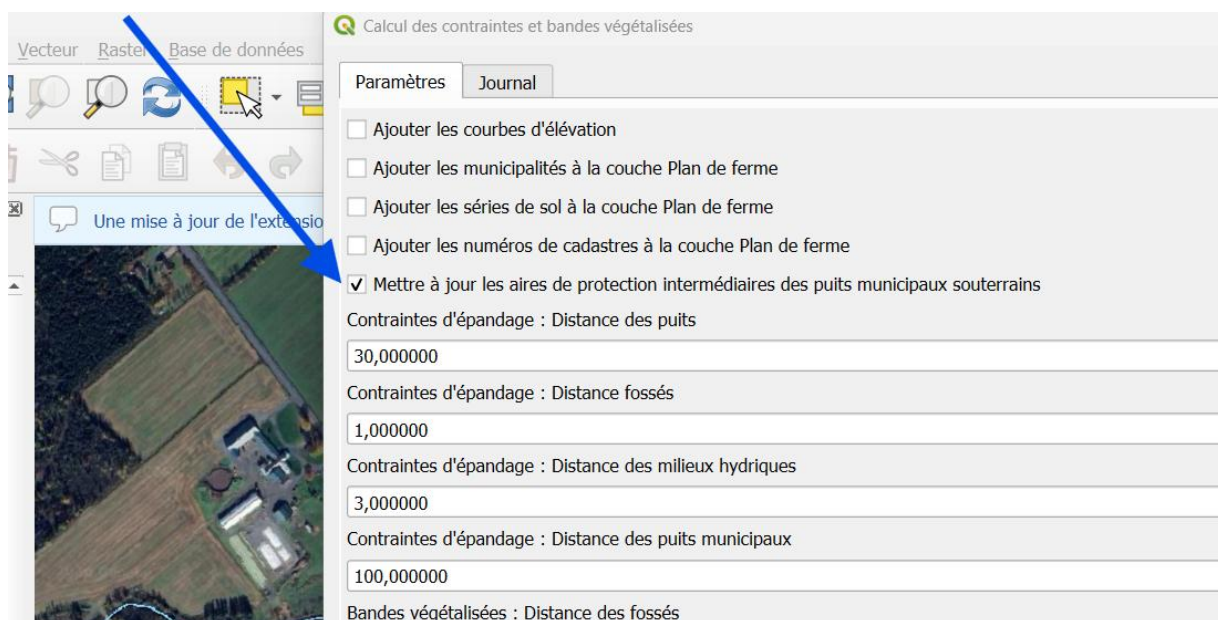 Calcul des contraintes et bandes végétalisées
Vecteur Raster Base de données
Paramètres Journal
Ajouter les courbes d'élévation
Ajouter les municipalités à la couche Plan de ferme
Ajouter les séries de sol à la couche Plan de ferme
Une mise à jour de l'extensio
Ajouter les numéros de cadastres à la couche Plan de ferme
Mettre à jour les aires de protection intermédiaires des puits municipaux souterrains
Contraintes d'épandage : Distance des puits
30,000000
Contraintes d'épandage : Distance fossés
1,000000
Contraintes d'épandage : Distance des milieux hydriques
3,000000
Contraintes d'épandage : Distance des puits municipaux
100,000000
Bandes végétalisées : Distance des fossés